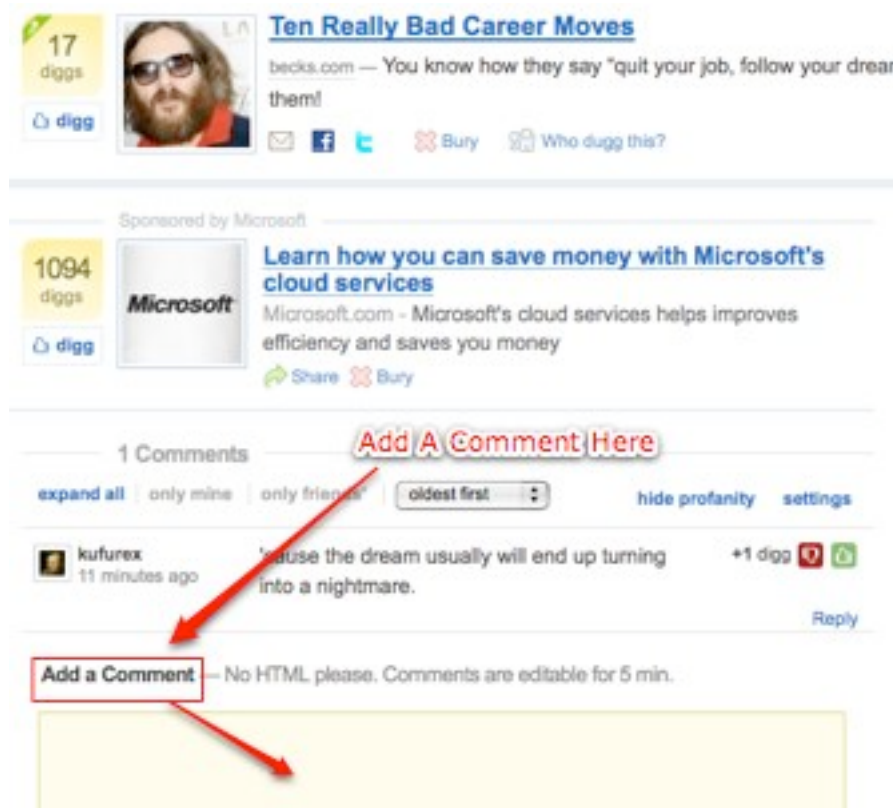 17
diggs
digg
Ten Really Bad Career Moves
becks.com — You know how they say "quit your job, follow your
them!
Bury Who dugg this?
Sponsored by Microsoft
1094
diggs
digg
Microsoft
Learn how you can save money with Microsoft's
cloud services
Microsoft.com - Microsoft's cloud services helps improves
efficiency and saves you money
Share Bury
Add A Comment Here
1 Comments
expand all only mine only friends' oldest first hide profanity settings
kufurex
11 minutes ago
'cause the dream usually will end up turning
into a nightmare.
+1 digg
Reply
Add a Comment — No HTML please. Comments are editable for 5 min.